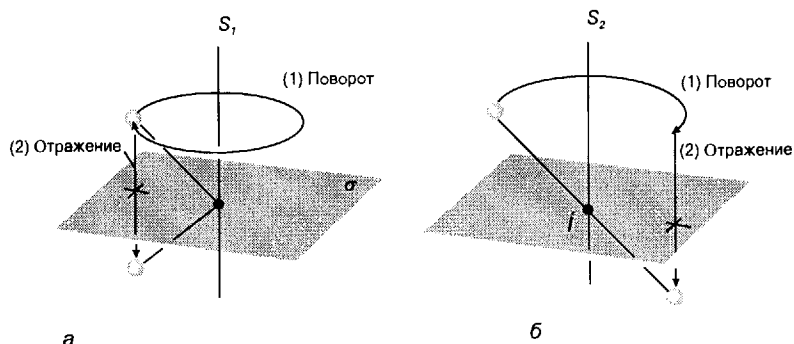 S₁
(1) Поворот
(2) Отражение
σ
а
S₂
(1) Поворот
(2) Отражение
i
б